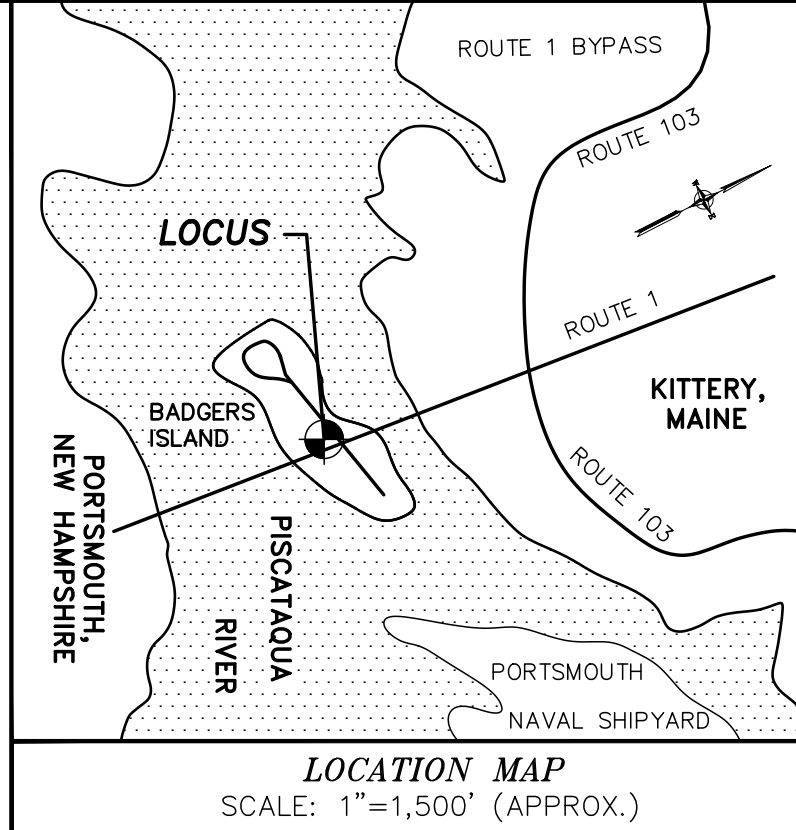 ROUTE 1 BYPASS
ROUTE 103
LOCUS
ROUTE 1
KITTERY,
MAINE
BADGERS
ISLAND
PORTSMOUTH,
NEW HAMPSHIRE
ROUTE 103
PISCATAQUA
RIVER
PORTSMOUTH
NAVAL SHIPYARD
LOCATION MAP
SCALE: 1"=1,500' (APPROX.)